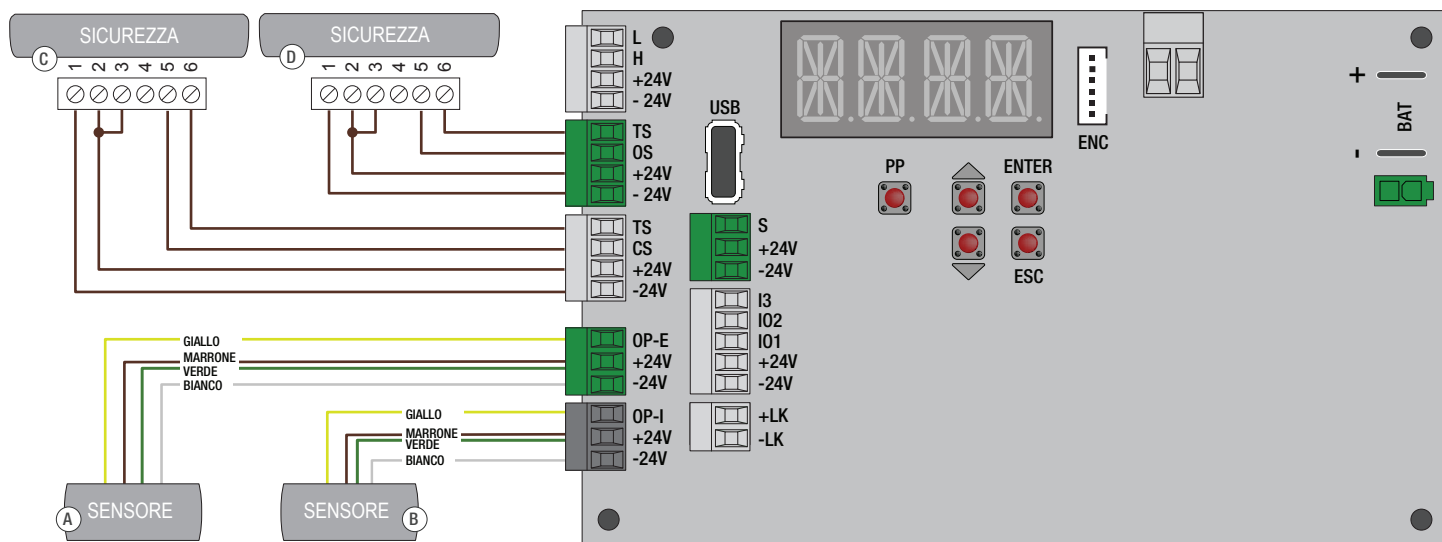 SICUREZZA
C
1 2 3 4 5 6
SICUREZZA
D
1 2 3 4 5 6
L
H
+24V
- 24V
TS
OS
+24V
- 24V
TS
CS
+24V
-24V
OP-E
+24V
-24V
OP-I
+24V
-24V
GIALLO
MARRONE
VERDE
BIANCO
GIALLO
MARRONE
VERDE
BIANCO
A SENSORE
SENSORE B
USB
S
+24V
-24V
I3
IO2
IO1
+24V
-24V
+LK
-LK
PP
ENTER
ESC
ENC
+
BAT
-